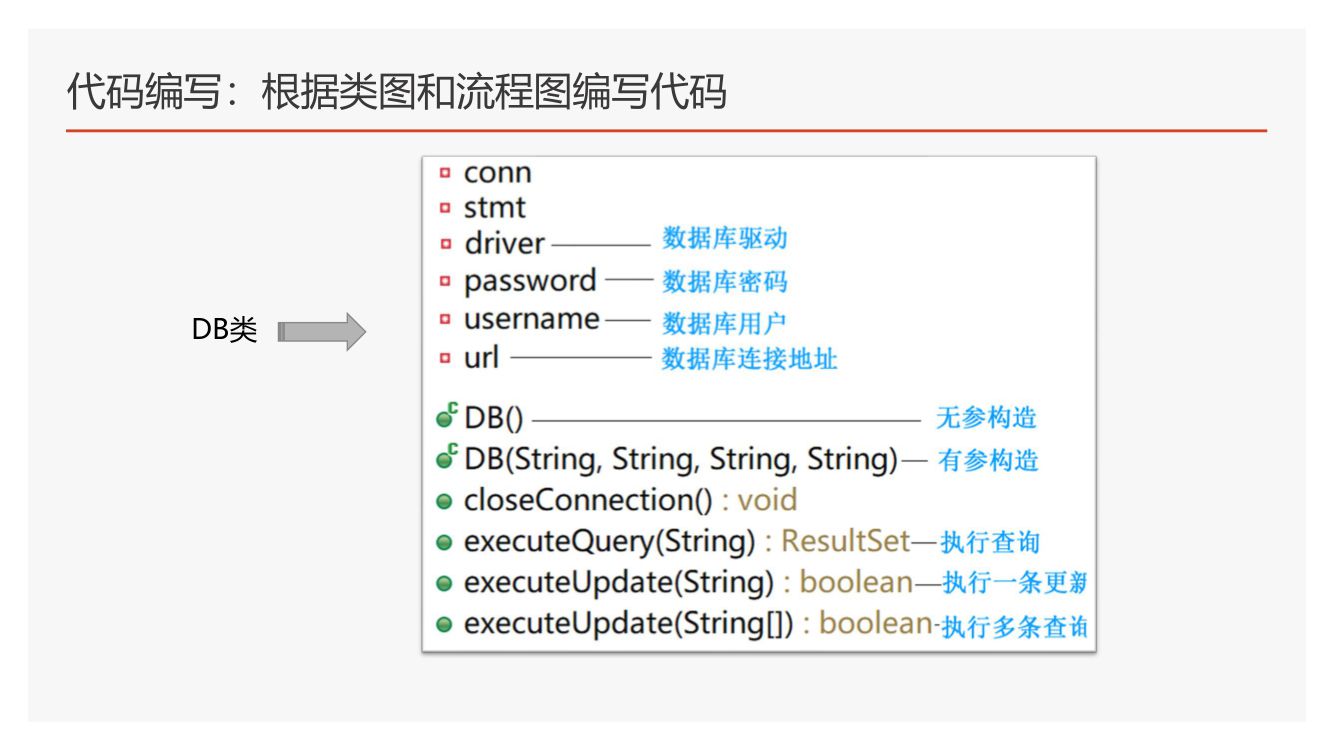 代码编写：根据类图和流程图编写代码
DB类
conn
stmt
driver 数据库驱动
password 数据库密码
username 数据库用户
url 数据库连接地址
DB() 无参构造
DB(String, String, String, String) 有参构造
closeConnection() : void
executeQuery(String) : ResultSet 执行查询
executeUpdate(String) : boolean 执行一条更新
executeUpdate(String[]) : boolean 执行多条查询